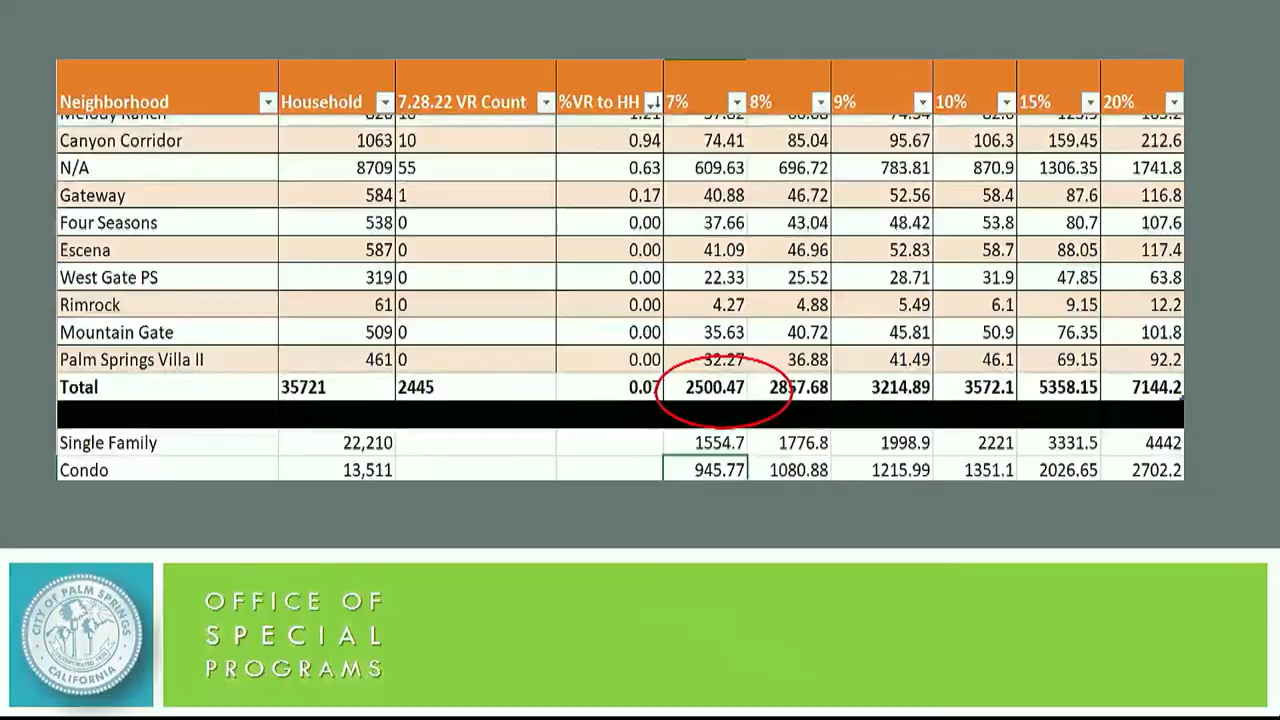 Neighborhood Household 7,28.22 VR Count %VR to HH 7% 8% 9% 10% 15% 20%
Melody Ranch
Canyon Corridor 1063 10 0.94 74.41 85.04 95.67 106.3 159.45 212.6
N/A 8709 55 0.63 609.63 696.72 783.81 870.9 1306.35 1741.8
Gateway 584 1 0.17 40.88 46.72 52.56 58.4 87.6 116.8
Four Seasons 538 0 0.00 37.66 43.04 48.42 53.8 80.7 107.6
Escena 587 0 0.00 41.09 46.96 52.83 58.7 88.05 117.4
West Gate PS 319 0 0.00 22.33 25.52 28.71 31.9 47.85 63.8
Rimrock 61 0 0.00 4.27 4.88 5.49 6.1 9.15 12.2
Mountain Gate 509 0 0.00 35.63 40.72 45.81 50.9 76.35 101.8
Palm Springs Villa II 461 0 0.00 32.27 36.88 41.49 46.1 69.15 92.2
Total 35721 2445 0.07 2500.47 2857.68 3214.89 3572.1 5358.15 7144.2
Single Family 22,210 1554.7 1776.8 1998.9 2221 3331.5 4442
Condo 13,511 945.77 1080.88 1215.99 1351.1 2026.65 2702.2
CITY OF PALM SPRINGS
CALIFORNIA
OFFICE OF
SPECIAL
PROGRAMS